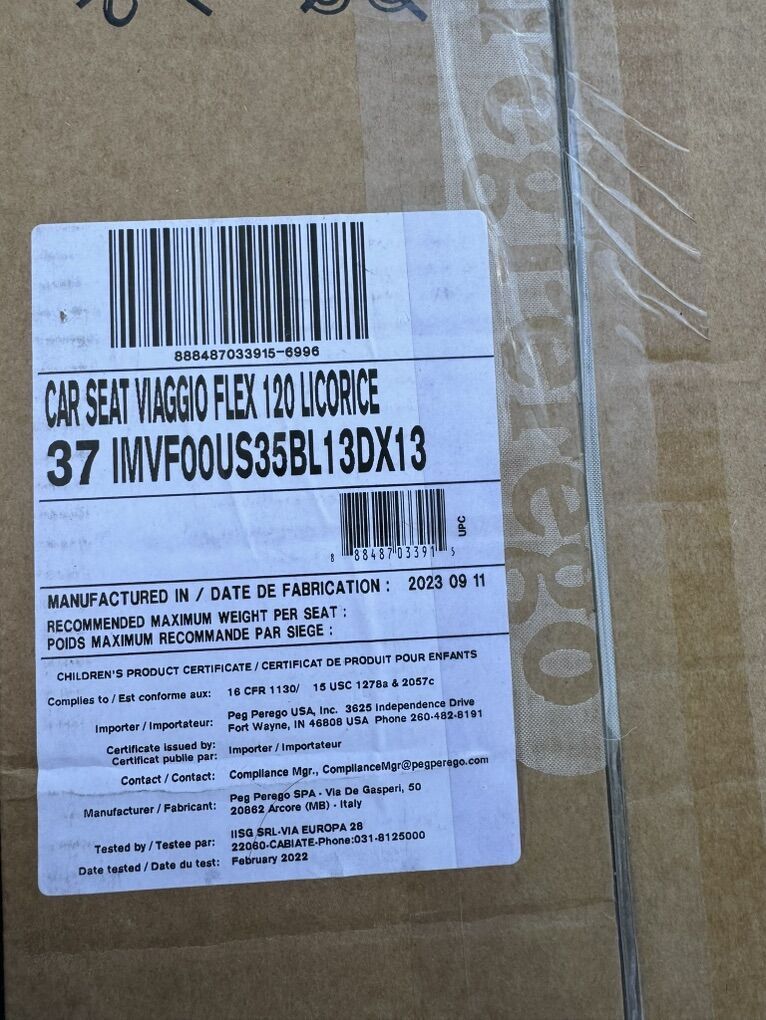 888487033915-6996
CAR SEAT VIAGGIO FLEX 120 LICORICE
37 IMVF00US35BL13DX13
8 88487 03391 5
UPC
MANUFACTURED IN / DATE DE FABRICATION : 2023 09 11
RECOMMENDED MAXIMUM WEIGHT PER SEAT :
POIDS MAXIMUM RECOMMANDE PAR SIEGE :
CHILDREN'S PRODUCT CERTIFICATE / CERTIFICAT DE PRODUIT POUR ENFANTS
Complies to / Est conforme aux: 16 CFR 1130/ 15 USC 1278a & 2057c
Importer / Importateur: Peg Perego USA, Inc. 3625 Independence Drive
Fort Wayne, IN 46808 USA Phone 260-482-8191
Certificate issued by:
Certificat publie par: Importer / Importateur
Contact / Contact: Compliance Mgr., ComplianceMgr@pegperego.com
Manufacturer / Fabricant: Peg Perego SPA - Via De Gasperi, 50
20862 Arcore (MB) - Italy
Tested by / Testee par: IISG SRL-VIA EUROPA 28
22060-CABIATE-Phone:031-8125000
Date tested / Date du test: February 2022
egperego